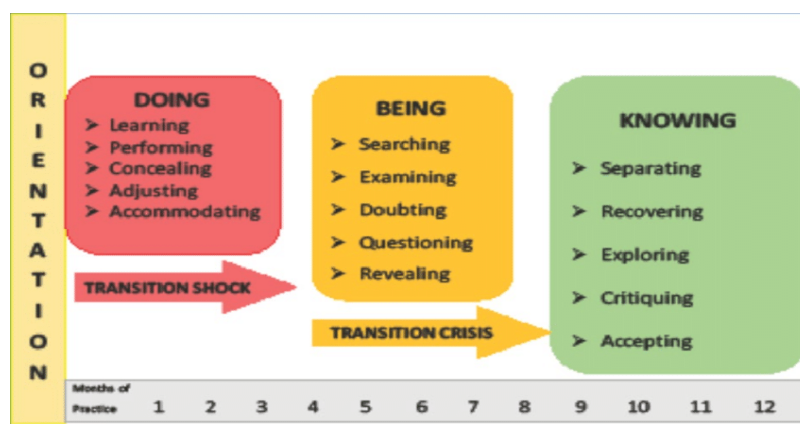 ORIENTATION
DOING
➤ Learning
➤ Performing
➤ Concealing
➤ Adjusting
➤ Accommodating
TRANSITION SHOCK
BEING
➤ Searching
➤ Examining
➤ Doubting
➤ Questioning
➤ Revealing
TRANSITION CRISIS
KNOWING
➤ Separating
➤ Recovering
➤ Exploring
➤ Critiquing
➤ Accepting
Months of
Practice 1 2 3 4 5 6 7 8 9 10 11 12